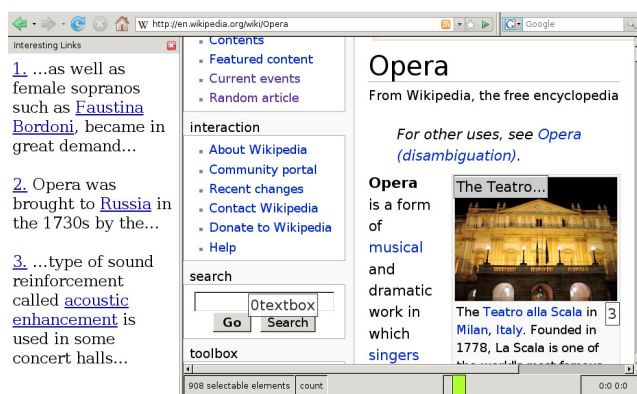 W http://en.wikipedia.org/wiki/Opera
G Google
Interesting Links
1. ...as well as
female sopranos
such as Faustina
Bordoni, became in
great demand...
2. Opera was
brought to Russia in
the 1730s by the...
3. ...type of sound
reinforcement
called acoustic
enhancement is
used in some
concert halls...
Contents
Featured content
Current events
Random article
interaction
About Wikipedia
Community portal
Recent changes
Contact Wikipedia
Donate to Wikipedia
Help
search
0textbox
Go Search
toolbox
Opera
From Wikipedia, the free encyclopedia
For other uses, see Opera
(disambiguation).
Opera
is a form
of
musical
and
dramatic
work in
which
singers
The Teatro...
The Teatro alla Scala in
Milan, Italy. Founded in
1778, La Scala is one of
the world's most famous
3
908 selectable elements count
0:0 0:0